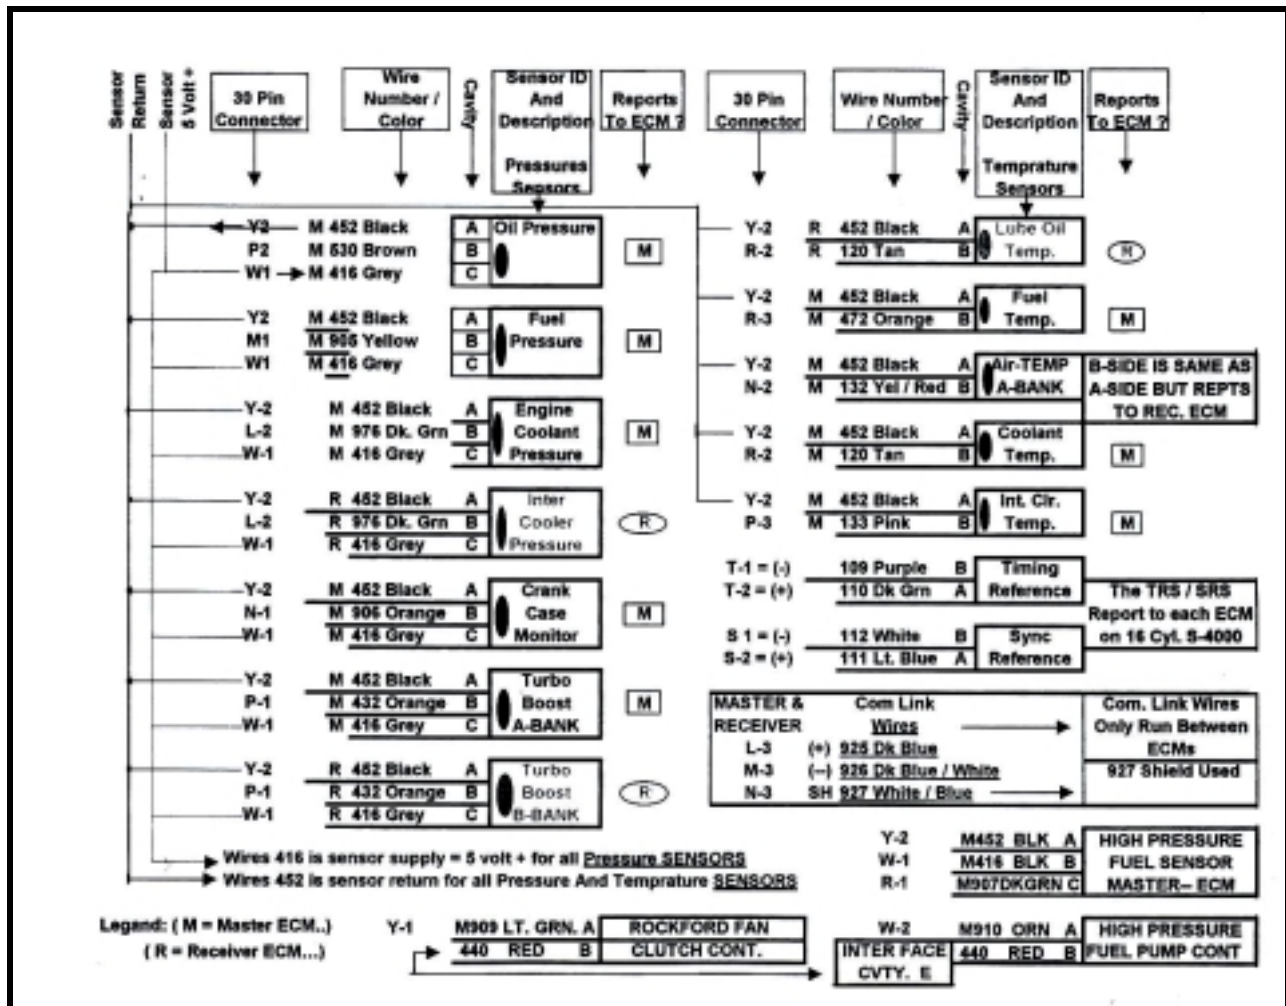 Sensor Return
Sensor 5 Volt +
30 Pin Connector
Wire Number / Color
Cavity
Sensor ID And Description
Pressures Sensors
Reports To ECM ?
30 Pin Connector
Wire Number / Color
Cavity
Sensor ID And Description
Temprature Sensors
Reports To ECM ?
Y2 M 452 Black A Oil Pressure
P2 M 530 Brown B M
W1 M 416 Grey C
Y2 M 452 Black A Fuel
M1 M 905 Yellow B Pressure M
W1 M 416 Grey C
Y-2 M 452 Black A Engine
L-2 M 976 Dk. Grn B Coolant M
W-1 M 416 Grey C Pressure
Y-2 R 452 Black A Inter
L-2 R 976 Dk. Grn B Cooler R
W-1 R 416 Grey C Pressure
Y-2 M 452 Black A Crank
N-1 M 906 Orange B Case M
W-1 M 416 Grey C Monitor
Y-2 M 452 Black A Turbo
P-1 M 432 Orange B Boost M
W-1 M 416 Grey C A-BANK
Y-2 R 452 Black A Turbo
P-1 R 432 Orange B Boost R
W-1 R 416 Grey C B-BANK
Wires 416 is sensor supply = 5 volt + for all Pressure SENSORS
Wires 452 is sensor return for all Pressure And Temprature SENSORS
Y-2 R 452 Black A Lube Oil
R-2 R 120 Tan B Temp. R
Y-2 M 452 Black A Fuel
R-3 M 472 Orange B Temp. M
Y-2 M 452 Black A Air-TEMP
N-2 M 132 Yel / Red B A-BANK
B-SIDE IS SAME AS
A-SIDE BUT REPTS
TO REC. ECM
Y-2 M 452 Black A Coolant
R-2 M 120 Tan B Temp. M
Y-2 M 452 Black A Int. Clr.
P-3 M 133 Pink B Temp. M
T-1 = (-) 109 Purple B Timing
T-2 = (+) 110 Dk Grn A Reference
S 1 = (-) 112 White B Sync
S-2 = (+) 111 Lt. Blue A Reference
The TRS / SRS
Report to each ECM
on 16 Cyl. S-4000
MASTER & Com Link
RECEIVER Wires
L-3 (+) 925 Dk Blue
M-3 (--) 926 Dk Blue / White
N-3 SH 927 White / Blue
Com. Link Wires
Only Run Between
ECMs
927 Shield Used
Y-2 M452 BLK A HIGH PRESSURE
W-1 M416 BLK B FUEL SENSOR
R-1 M907DKGRN C MASTER-- ECM
Legend: ( M = Master ECM..)
( R = Receiver ECM...)
Y-1 M909 LT. GRN. A ROCKFORD FAN
440 RED B CLUTCH CONT.
W-2 M910 ORN A HIGH PRESSURE
INTER FACE 440 RED B FUEL PUMP CONT
CVTY. E